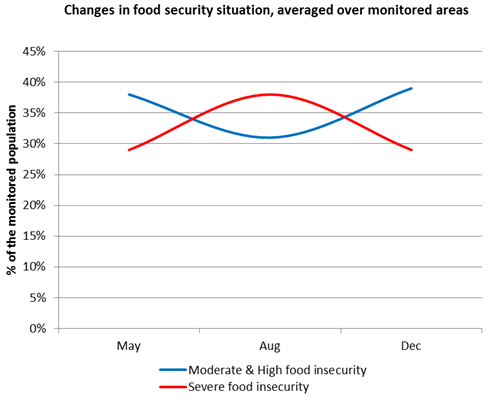 Changes in food security situation, averaged over monitored areas
% of the monitored population
45%
40%
35%
30%
25%
20%
15%
10%
5%
0%
May Aug Dec
Moderate & High food insecurity
Severe food insecurity